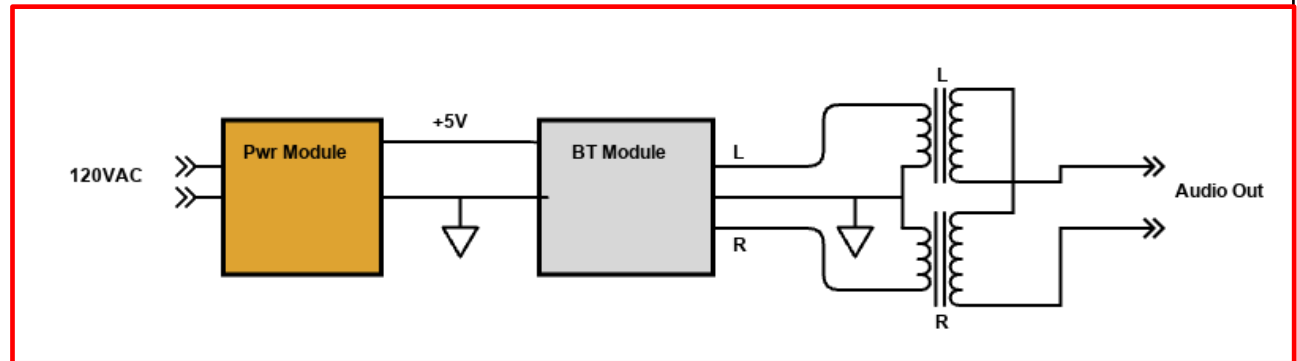 L
+5V
Pwr Module
BT Module
L
120VAC
Audio Out
R
R